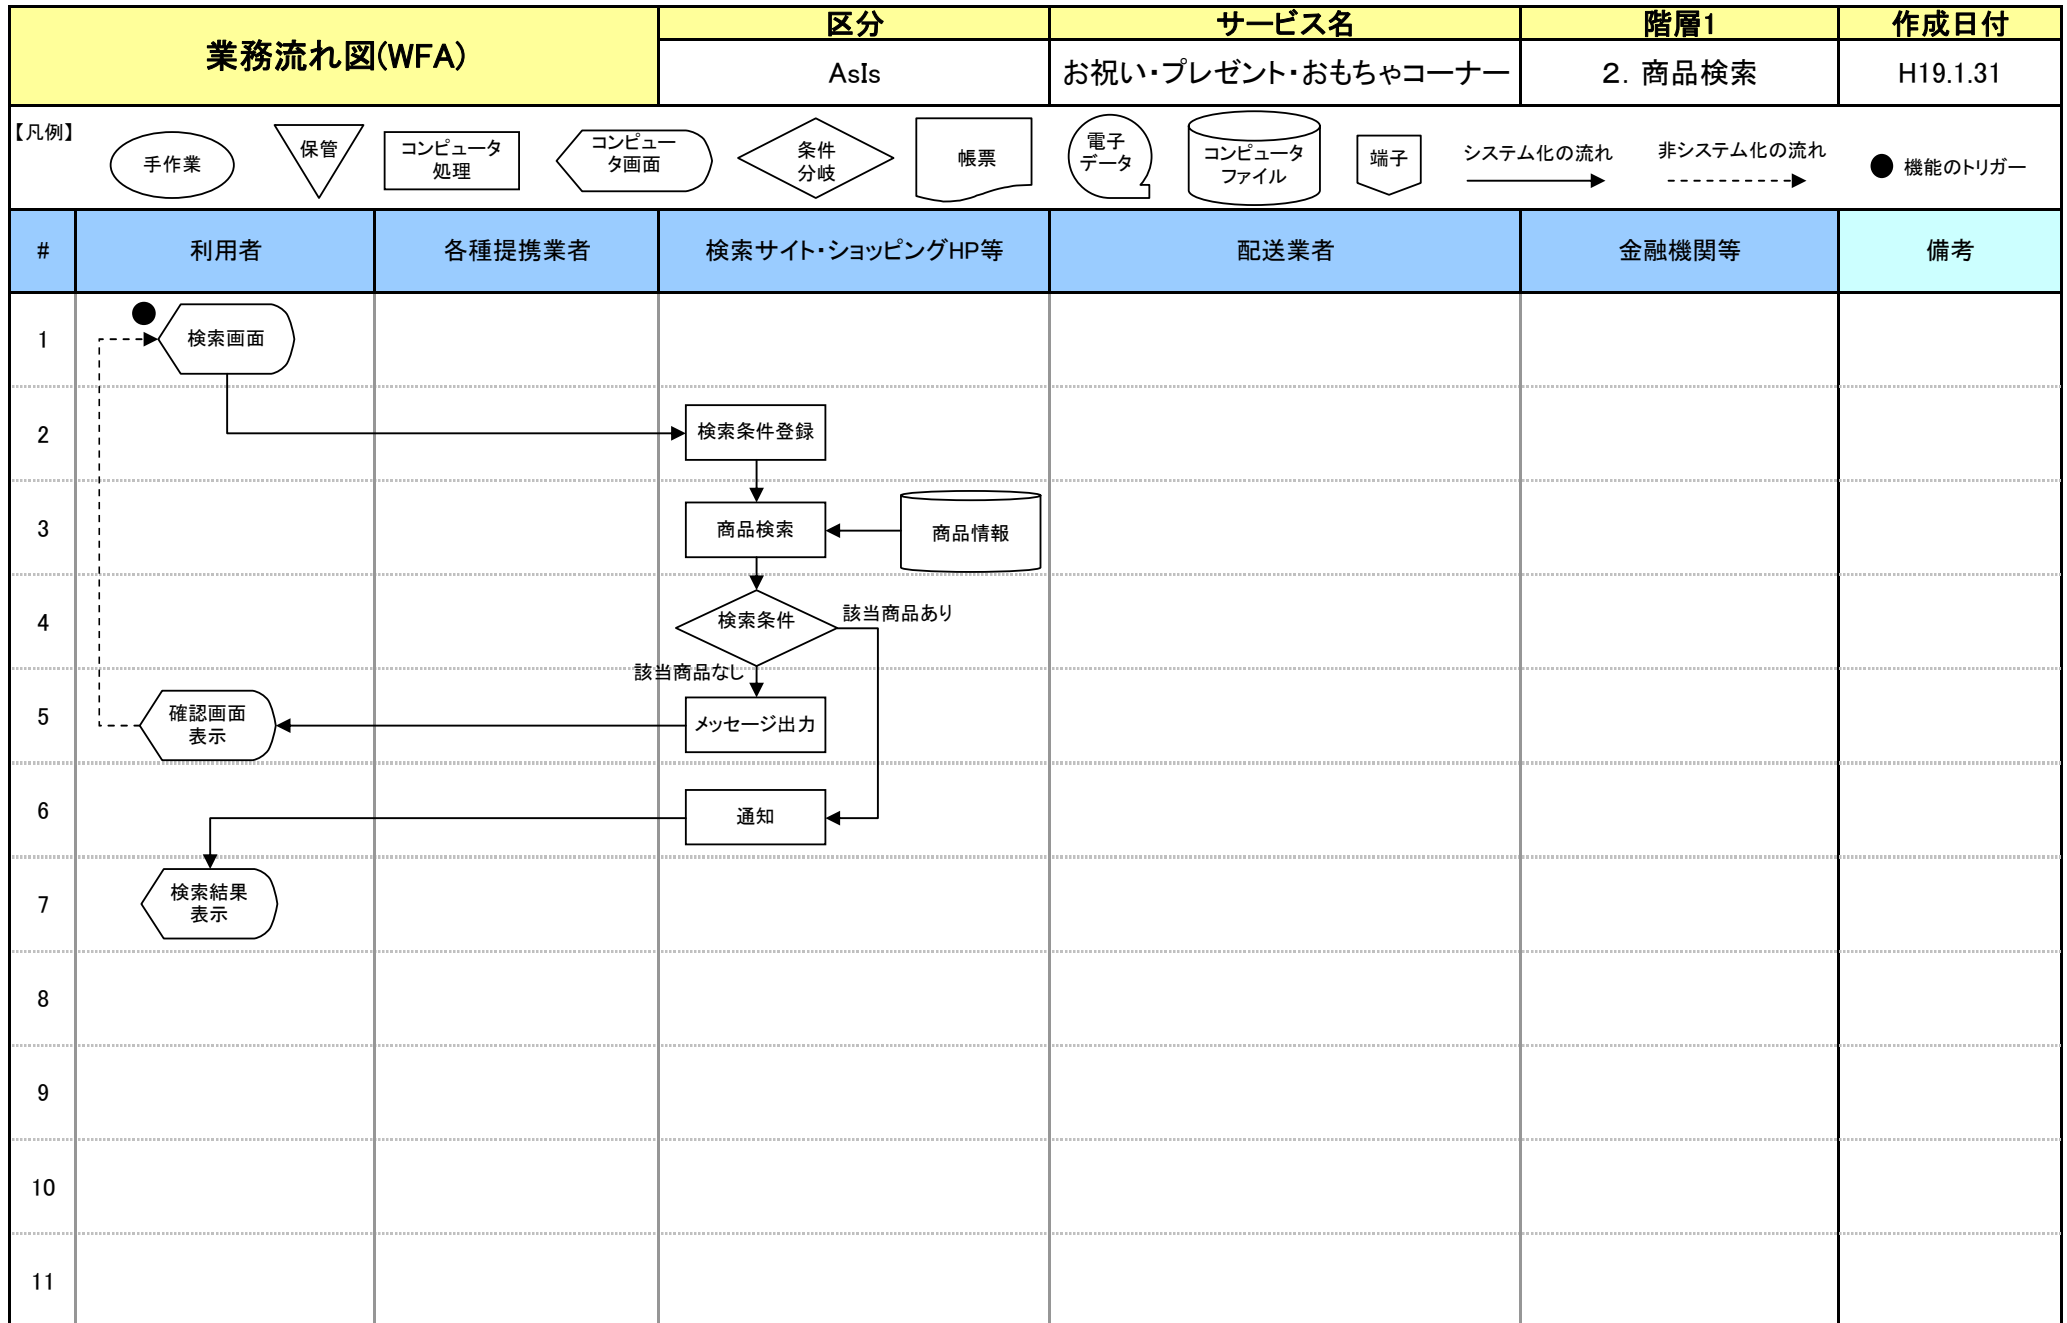 業務流れ図(WFA)
区分
サービス名
階層1
作成日付
AsIs
お祝い・プレゼント・おもちゃコーナー
２．商品検索
H19.1.31
【凡例】
手作業
保管
コンピュータ
処理
コンピュー
タ画面
条件
分岐
帳票
電子
データ
コンピュータ
ファイル
端子
システム化の流れ
非システム化の流れ
機能のトリガー
#
利用者
各種提携業者
検索サイト・ショッピングHP等
配送業者
金融機関等
備考
1
検索画面
2
検索条件登録
3
商品検索
商品情報
4
検索条件
該当商品あり
該当商品なし
5
確認画面
表示
メッセージ出力
6
通知
7
検索結果
表示
8
9
10
11